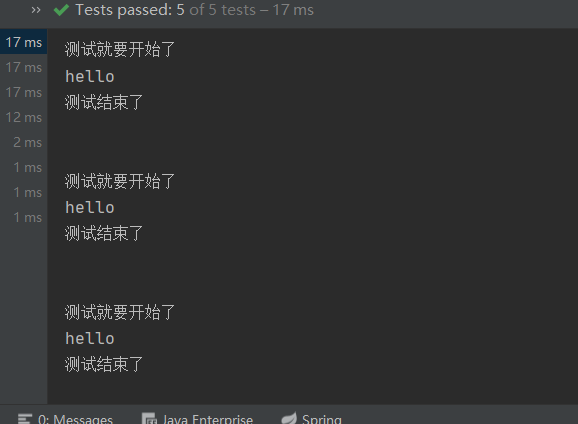 >> Tests passed: 5 of 5 tests – 17 ms
17 ms
17 ms
17 ms
12 ms
2 ms
1 ms
1 ms
1 ms
测试就要开始了
hello
测试结束了
测试就要开始了
hello
测试结束了
测试就要开始了
hello
测试结束了
0: Messages Java Enterprise Spring